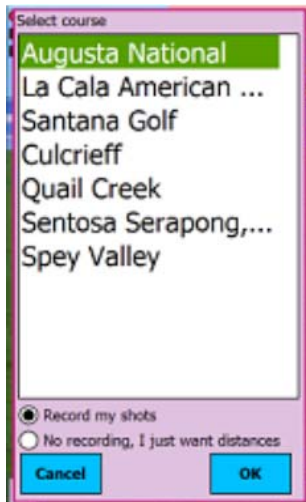 Select course
Augusta National
La Cala American ...
Santana Golf
Culcrieff
Quail Creek
Sentosa Serapong,...
Spey Valley
Record my shots
No recording, I just want distances
Cancel
OK